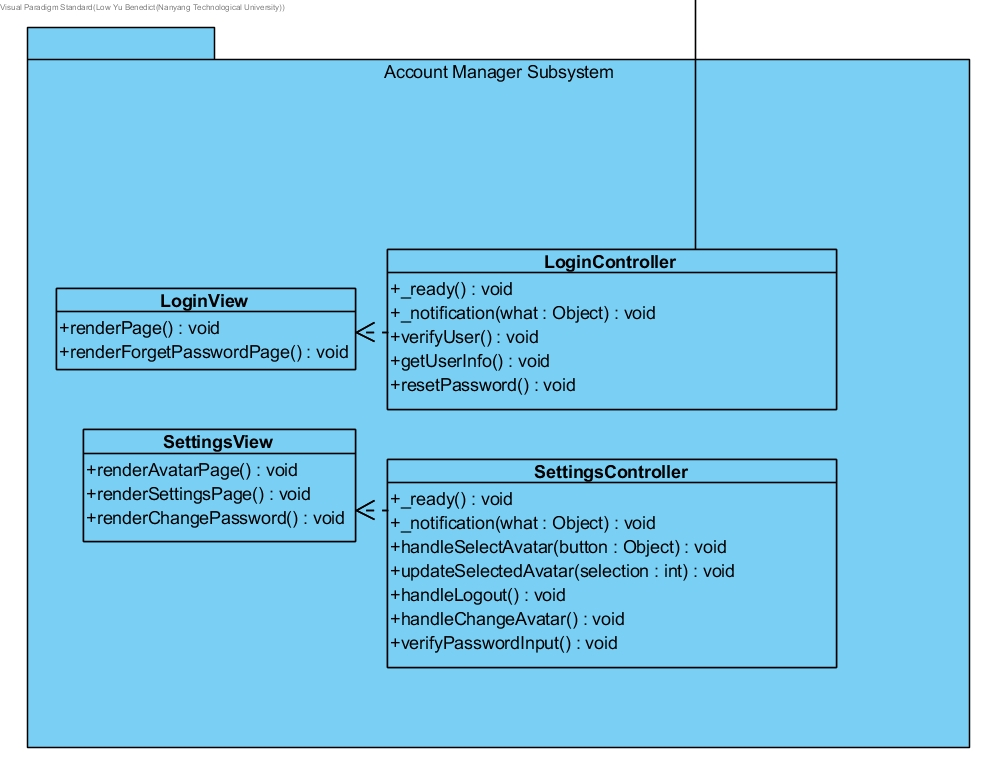 Visual Paradigm Standard(Low Yu Benedict(Nanyang Technological University))
Account Manager Subsystem
LoginController
+_ready() : void
+_notification(what : Object) : void
+verifyUser() : void
+getUserInfo() : void
+resetPassword() : void
LoginView
+renderPage() : void
+renderForgetPasswordPage() : void
SettingsView
+renderAvatarPage() : void
+renderSettingsPage() : void
+renderChangePassword() : void
SettingsController
+_ready() : void
+_notification(what : Object) : void
+handleSelectAvatar(button : Object) : void
+updateSelectedAvatar(selection : int) : void
+handleLogout() : void
+handleChangeAvatar() : void
+verifyPasswordInput() : void